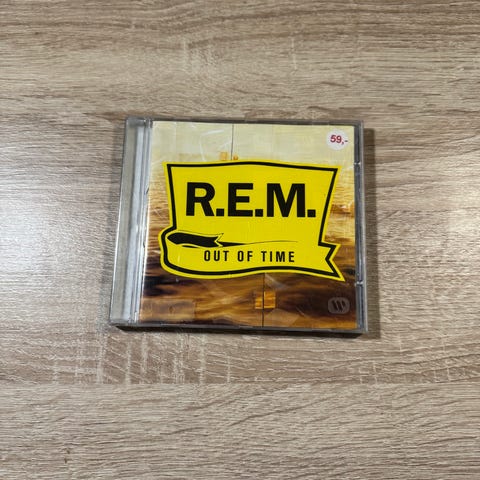 59,-
R.E.M.
OUT OF TIME